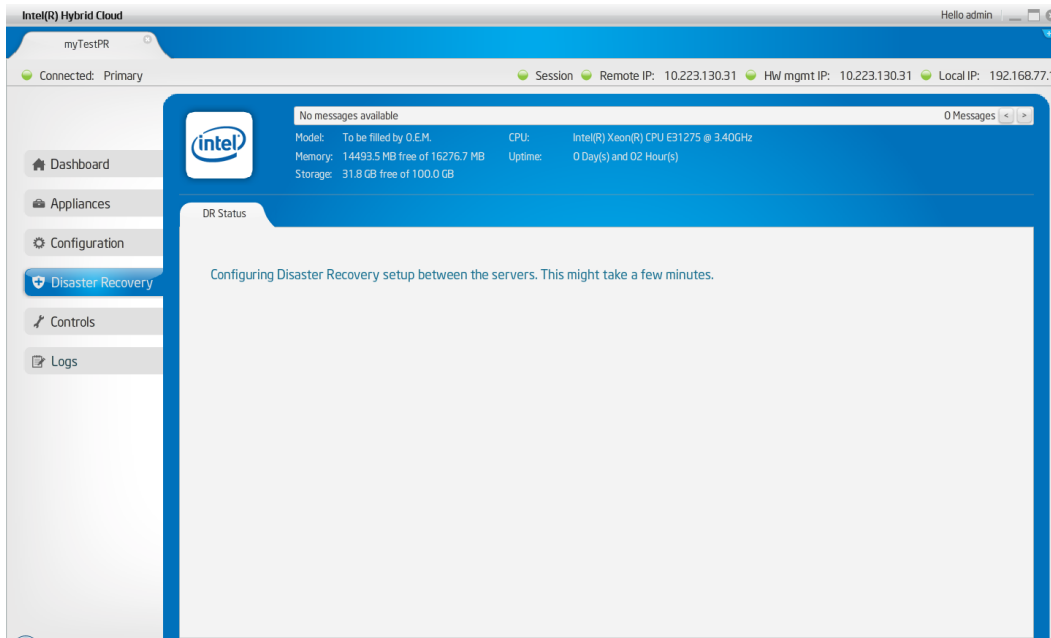 Intel(R) Hybrid Cloud
Hello admin
myTestPR
Connected: Primary
Session
Remote IP: 10.223.130.31
HW mgmt IP: 10.223.130.31
Local IP: 192.168.77.
No messages available
0 Messages < >
intel
Model: To be filled by O.E.M.
CPU: Intel(R) Xeon(R) CPU E31275 @ 3.40GHz
Memory: 14493.5 MB free of 16276.7 MB
Uptime: 0 Day(s) and 02 Hour(s)
Storage: 31.8 GB free of 100.0 GB
Dashboard
Appliances
Configuration
Disaster Recovery
Controls
Logs
DR Status
Configuring Disaster Recovery setup between the servers. This might take a few minutes.